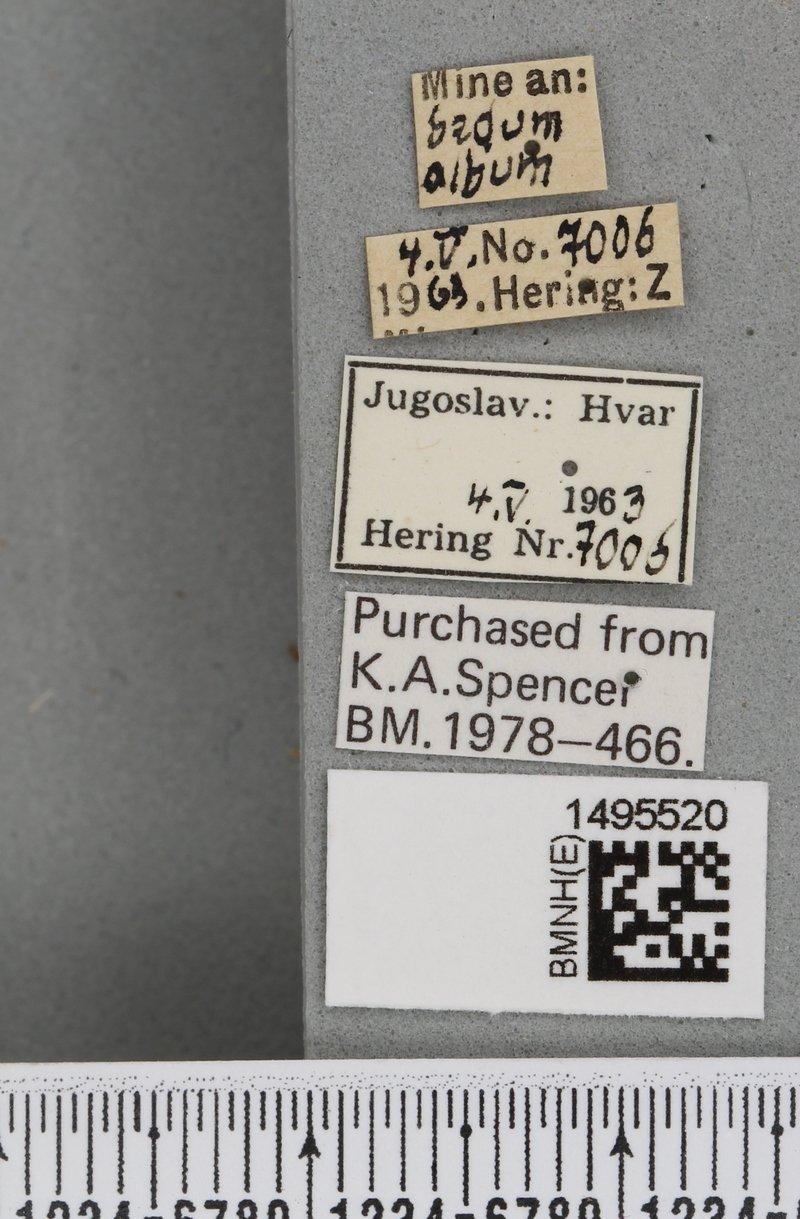 Mine an:
sedum
album
4.V. No. 7006
1963. Hering: Z
Jugoslav.: Hvar
4.V. 1963
Hering Nr. 7006
Purchased from
K.A.Spencer
BM.1978–466.
1495520
BMNH(E)